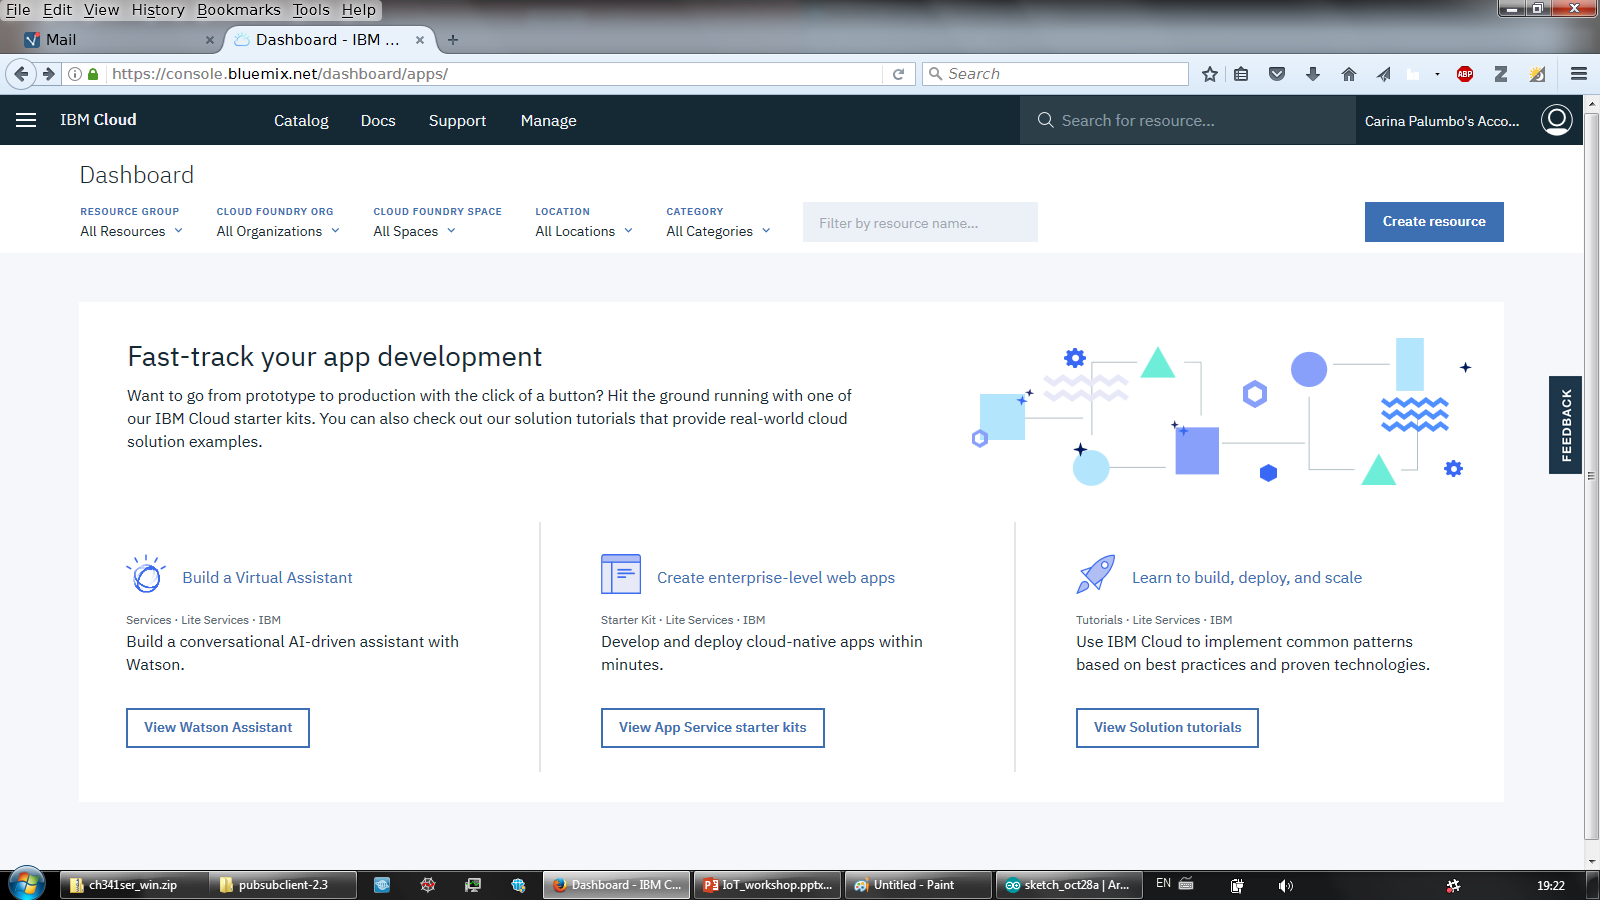 File Edit View History Bookmarks Tools Help
Mail
Dashboard - IBM ...
https://console.bluemix.net/dashboard/apps/
Search
ABP
IBM Cloud
Catalog
Docs
Support
Manage
Search for resource...
Carina Palumbo's Acco...
Dashboard
RESOURCE GROUP
All Resources
CLOUD FOUNDRY ORG
All Organizations
CLOUD FOUNDRY SPACE
All Spaces
LOCATION
All Locations
CATEGORY
All Categories
Filter by resource name...
Create resource
Fast-track your app development
Want to go from prototype to production with the click of a button? Hit the ground running with one of
our IBM Cloud starter kits. You can also check out our solution tutorials that provide real-world cloud
solution examples.
FEEDBACK
Build a Virtual Assistant
Services · Lite Services · IBM
Build a conversational AI-driven assistant with
Watson.
View Watson Assistant
Create enterprise-level web apps
Starter Kit · Lite Services · IBM
Develop and deploy cloud-native apps within
minutes.
View App Service starter kits
Learn to build, deploy, and scale
Tutorials · Lite Services · IBM
Use IBM Cloud to implement common patterns
based on best practices and proven technologies.
View Solution tutorials
ch341ser_win.zip
pubsubclient-2.3
Dashboard - IBM C...
IoT_workshop.pptx...
Untitled - Paint
sketch_oct28a | Ar...
EN
19:22